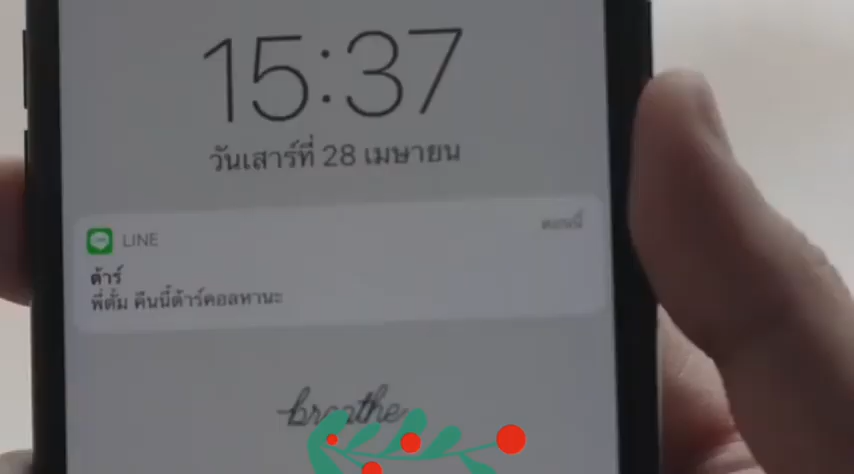 15:37
วันเสาร์ที่ 28 เมษายน
LINE
ตอนนี้
ต้าร์
พี่ตั้ม คืนนี้ต้าร์คอลหานะ
breathe